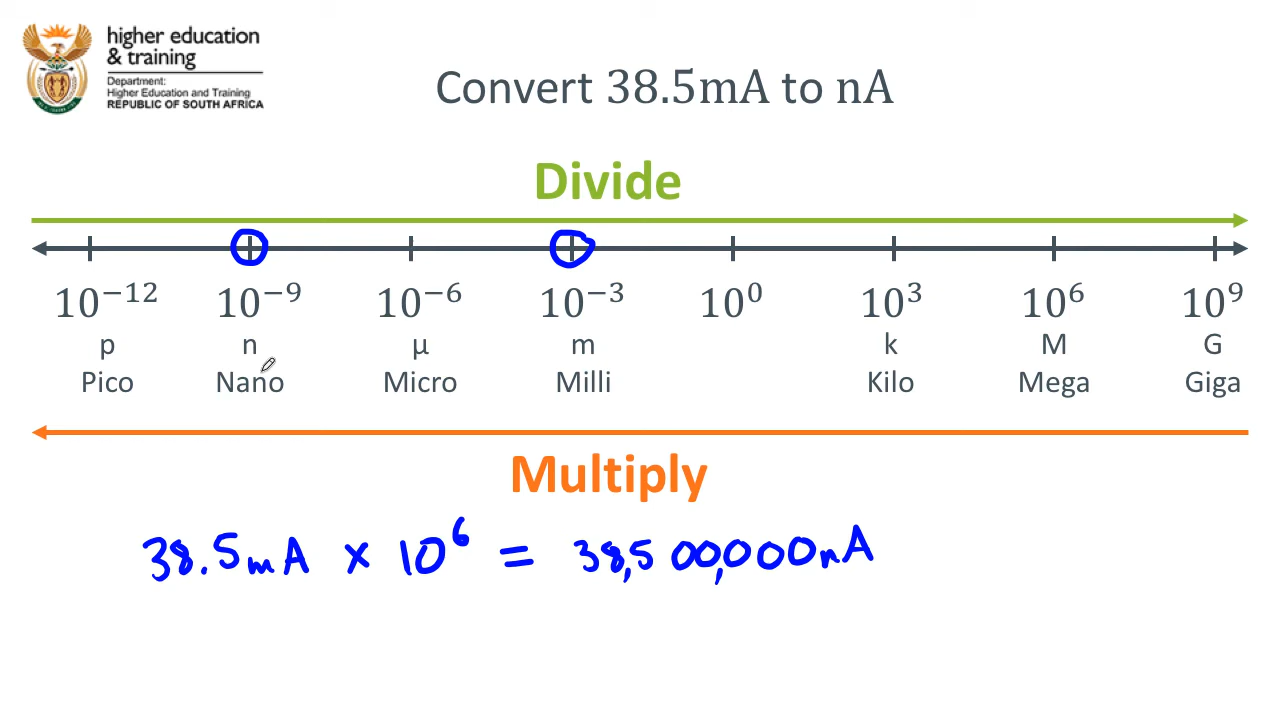 higher education
& training
Department:
Higher Education and Training
REPUBLIC OF SOUTH AFRICA
Convert 38.5mA to nA
Divide
10⁻¹² 10⁻⁹ 10⁻⁶ 10⁻³ 10⁰ 10³ 10⁶ 10⁹
p n μ m k M G
Pico Nano Micro Milli Kilo Mega Giga
Multiply
38.5mA × 10⁶ = 38,500,000nA